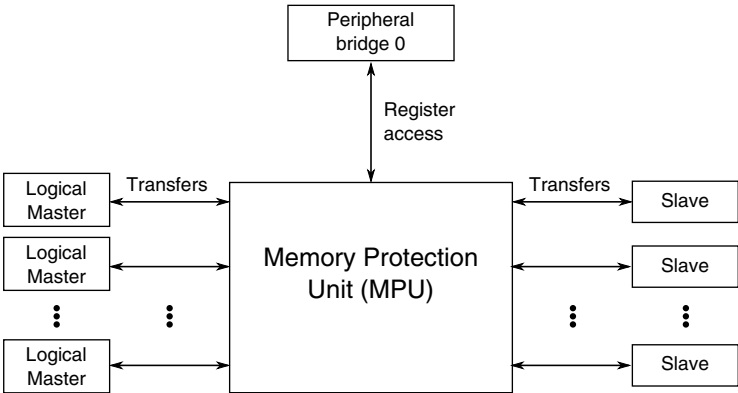 Peripheral
bridge 0
Register
access
Logical
Master
Transfers
Memory Protection
Unit (MPU)
Transfers
Slave
Logical
Master
Slave
Logical
Master
Slave